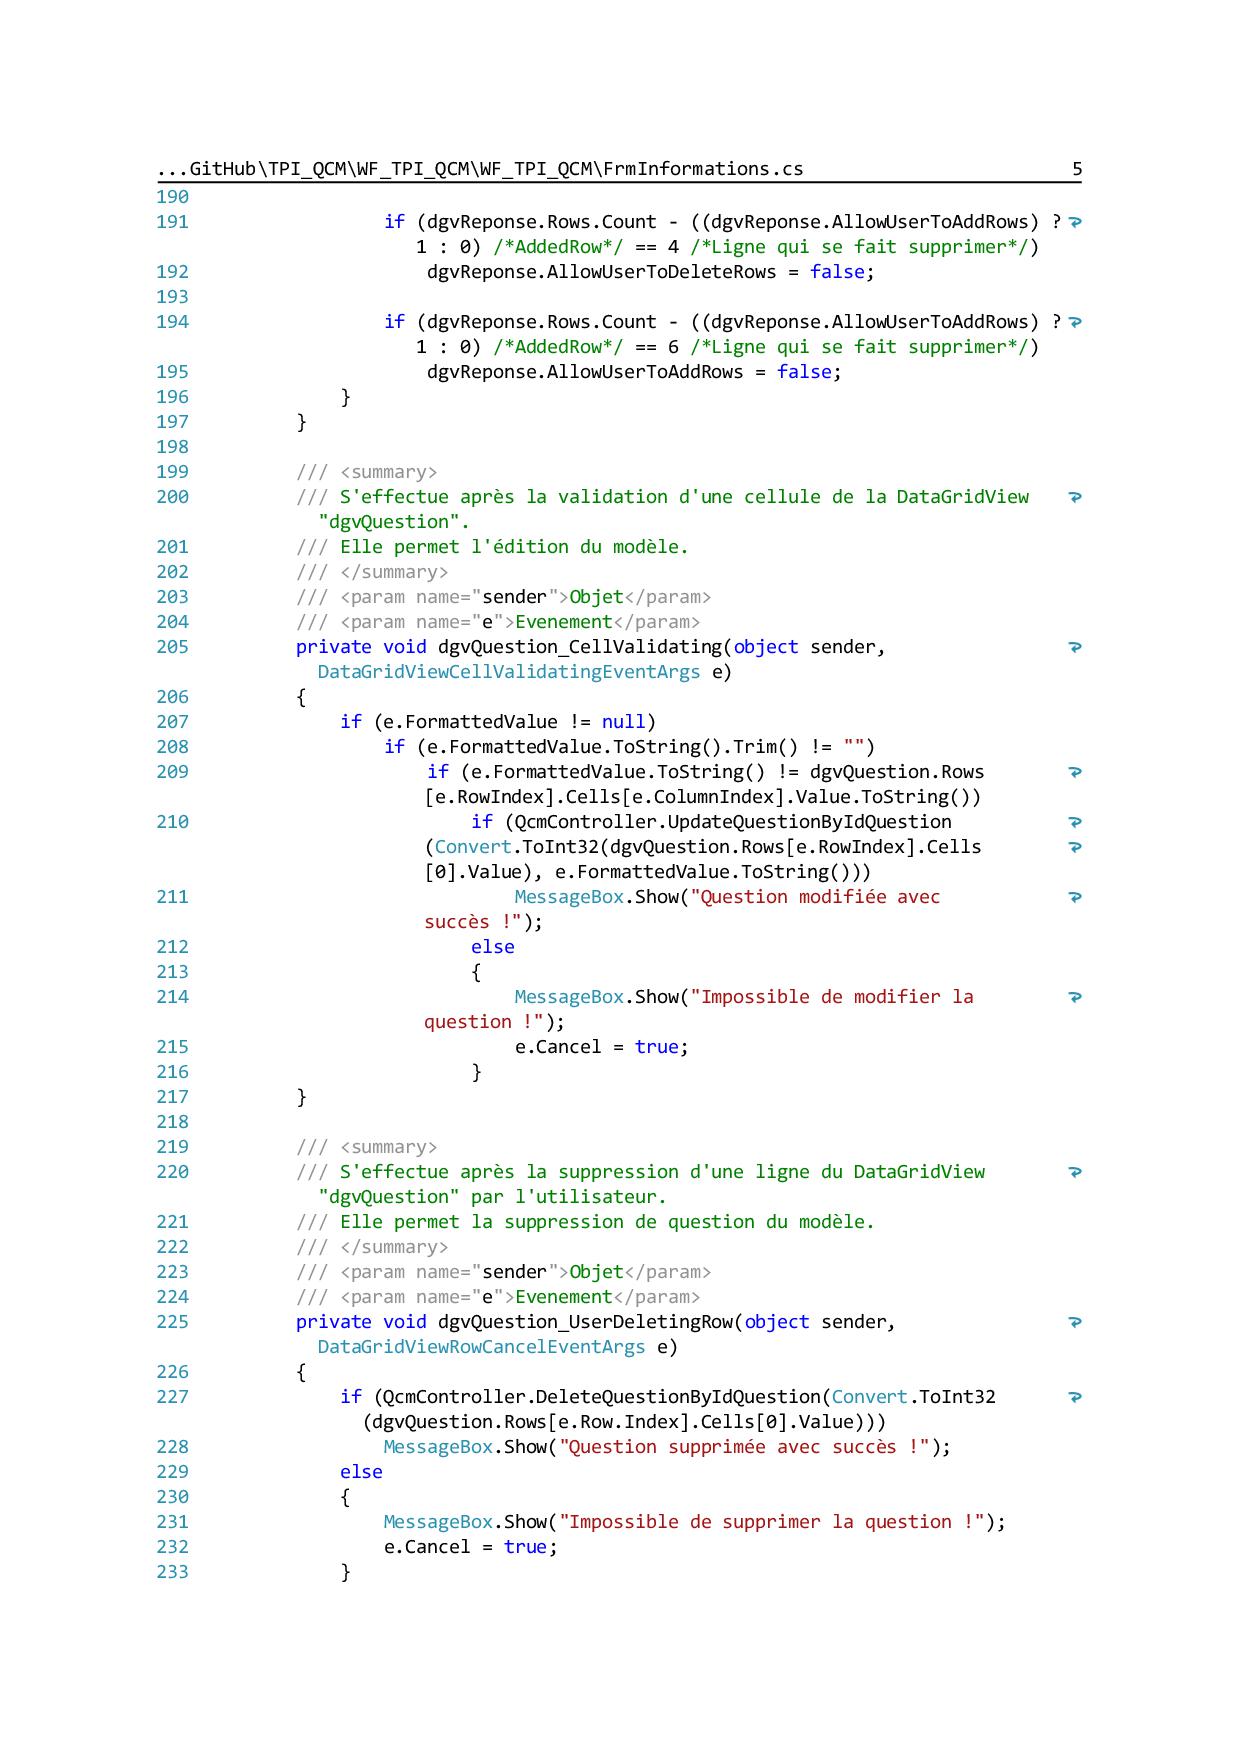 ...GitHub\TPI_QCM\WF_TPI_QCM\WF_TPI_QCM\FrmInformations.cs 5
190
191 if (dgvReponse.Rows.Count - ((dgvReponse.AllowUserToAddRows) ?
1 : 0) /*AddedRow*/ == 4 /*Ligne qui se fait supprimer*/)
192 dgvReponse.AllowUserToDeleteRows = false;
193
194 if (dgvReponse.Rows.Count - ((dgvReponse.AllowUserToAddRows) ?
1 : 0) /*AddedRow*/ == 6 /*Ligne qui se fait supprimer*/)
195 dgvReponse.AllowUserToAddRows = false;
196 }
197 }
198
199 /// <summary>
200 /// S'effectue après la validation d'une cellule de la DataGridView
"dgvQuestion".
201 /// Elle permet l'édition du modèle.
202 /// </summary>
203 /// <param name="sender">Objet</param>
204 /// <param name="e">Evenement</param>
205 private void dgvQuestion_CellValidating(object sender,
DataGridViewCellValidatingEventArgs e)
206 {
207 if (e.FormattedValue != null)
208 if (e.FormattedValue.ToString().Trim() != "")
209 if (e.FormattedValue.ToString() != dgvQuestion.Rows
[e.RowIndex].Cells[e.ColumnIndex].Value.ToString())
210 if (QcmController.UpdateQuestionByIdQuestion
(Convert.ToInt32(dgvQuestion.Rows[e.RowIndex].Cells
[0].Value), e.FormattedValue.ToString()))
211 MessageBox.Show("Question modifiée avec
succès !");
212 else
213 {
214 MessageBox.Show("Impossible de modifier la
question !");
215 e.Cancel = true;
216 }
217 }
218
219 /// <summary>
220 /// S'effectue après la suppression d'une ligne du DataGridView
"dgvQuestion" par l'utilisateur.
221 /// Elle permet la suppression de question du modèle.
222 /// </summary>
223 /// <param name="sender">Objet</param>
224 /// <param name="e">Evenement</param>
225 private void dgvQuestion_UserDeletingRow(object sender,
DataGridViewRowCancelEventArgs e)
226 {
227 if (QcmController.DeleteQuestionByIdQuestion(Convert.ToInt32
(dgvQuestion.Rows[e.Row.Index].Cells[0].Value)))
228 MessageBox.Show("Question supprimée avec succès !");
229 else
230 {
231 MessageBox.Show("Impossible de supprimer la question !");
232 e.Cancel = true;
233 }